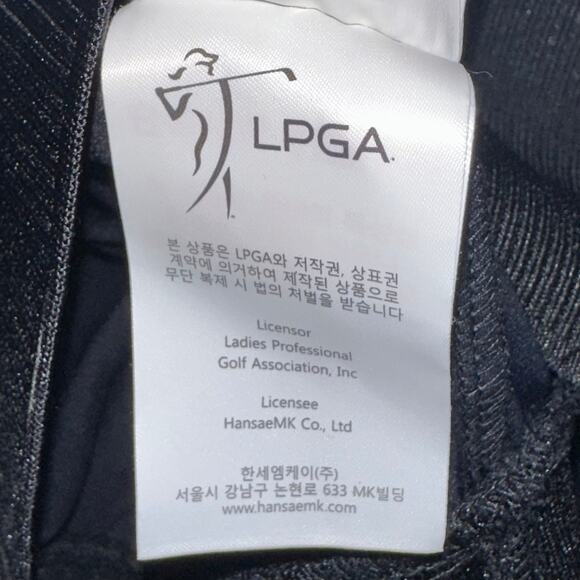 LPGA
본 상품은 LPGA와 저작권, 상표권
계약에 의거하여 제작된 상품으로
무단 복제 시 법의 처벌을 받습니다
Licensor
Ladies Professional
Golf Association, Inc
Licensee
HansaeMK Co., Ltd
한세엠케이(주)
서울시 강남구 논현로 633 MK빌딩
www.hansaemk.com